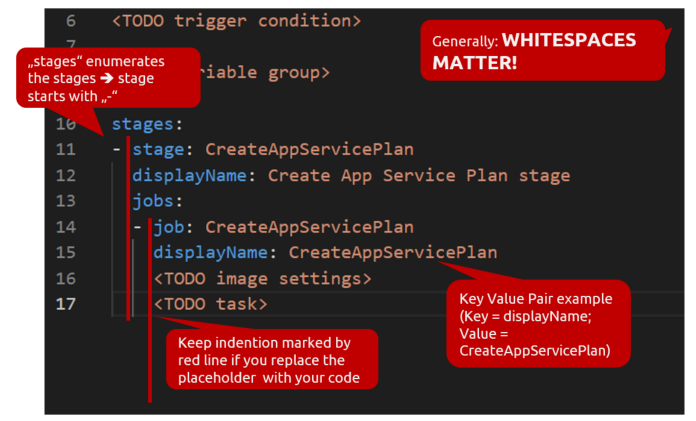 6 <TODO trigger condition>
7
Generally: WHITESPACES
MATTER!
„stages“ enumerates
the stages ➔ stage
starts with „-“
riable group>
10 stages:
11 - stage: CreateAppServicePlan
12 displayName: Create App Service Plan stage
13 jobs:
14 - job: CreateAppServicePlan
15 displayName: CreateAppServicePlan
16 <TODO image settings>
17 <TODO task>
Key Value Pair example
(Key = displayName;
Value =
CreateAppServicePlan)
Keep indention marked by
red line if you replace the
placeholder with your code